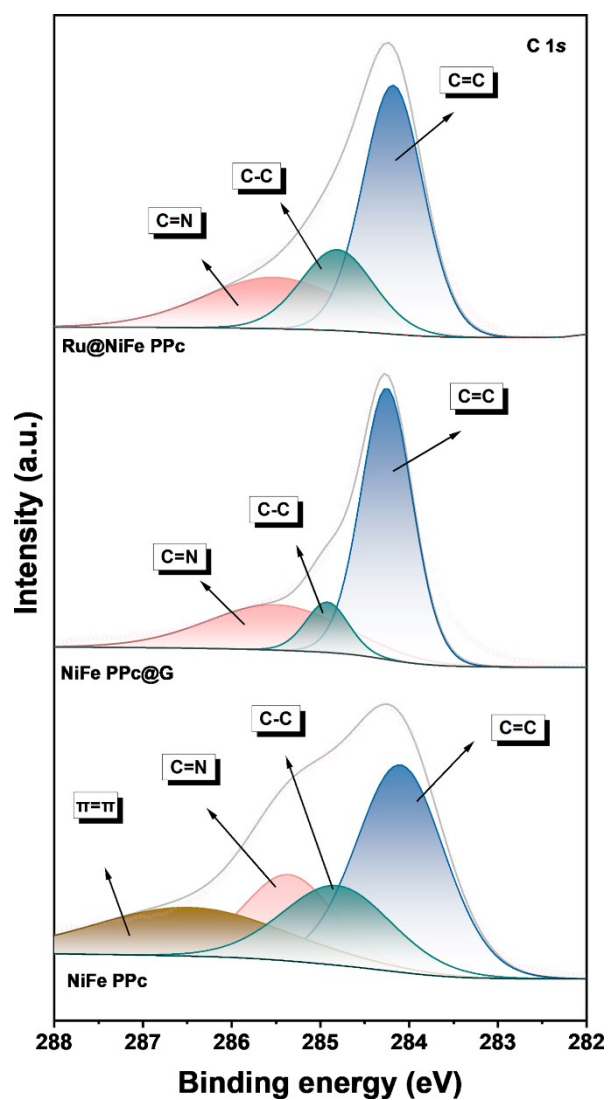 C 1s
C=C
C-C
C=N
Ru@NiFe PPc
C=C
C-C
C=N
NiFe PPc@G
C=C
C-C
C=N
π=π
NiFe PPc
Intensity (a.u.)
288 287 286 285 284 283 282
Binding energy (eV)